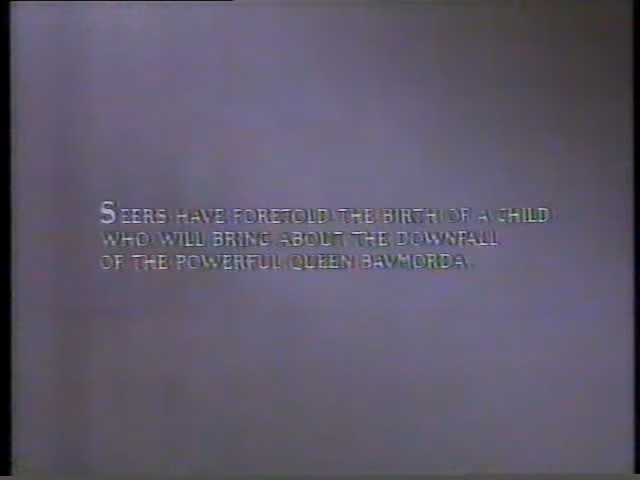 SEERS HAVE FORETOLD THE BIRTH OF A CHILD
WHO WILL BRING ABOUT THE DOWNFALL
OF THE POWERFUL QUEEN BAVMORDA.